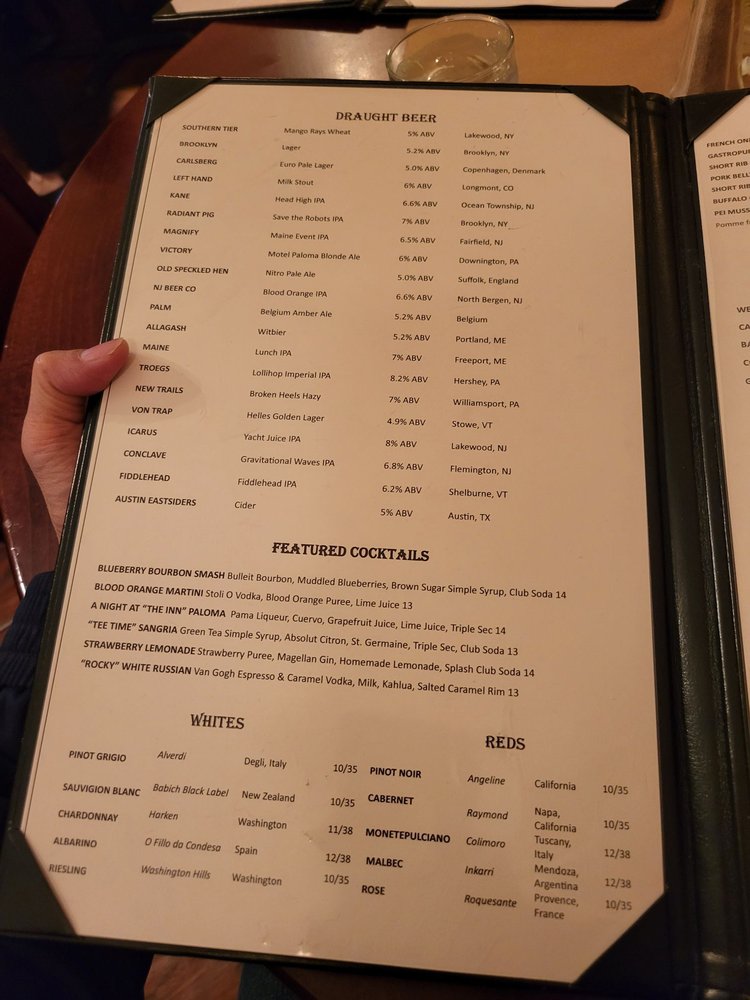 DRAUGHT BEER
SOUTHERN TIER Mango Rays Wheat 5% ABV Lakewood, NY
BROOKLYN Lager 5.2% ABV Brooklyn, NY
CARLSBERG Euro Pale Lager 5.0% ABV Copenhagen, Denmark
LEFT HAND Milk Stout 6% ABV Longmont, CO
KANE Head High IPA 6.6% ABV Ocean Township, NJ
RADIANT PIG Save the Robots IPA 7% ABV Brooklyn, NY
MAGNIFY Maine Event IPA 6.5% ABV Fairfield, NJ
VICTORY Motel Paloma Blonde Ale 6% ABV Downington, PA
OLD SPECKLED HEN Nitro Pale Ale 5.0% ABV Suffolk, England
NJ BEER CO Blood Orange IPA 6.6% ABV North Bergen, NJ
PALM Belgium Amber Ale 5.2% ABV Belgium
ALLAGASH Witbier 5.2% ABV Portland, ME
MAINE Lunch IPA 7% ABV Freeport, ME
TROEGS Lollihop Imperial IPA 8.2% ABV Hershey, PA
NEW TRAILS Broken Heels Hazy 7% ABV Williamsport, PA
VON TRAP Helles Golden Lager 4.9% ABV Stowe, VT
ICARUS Yacht Juice IPA 8% ABV Lakewood, NJ
CONCLAVE Gravitational Waves IPA 6.8% ABV Flemington, NJ
FIDDLEHEAD Fiddlehead IPA 6.2% ABV Shelburne, VT
AUSTIN EASTSIDERS Cider 5% ABV Austin, TX
FEATURED COCKTAILS
BLUEBERRY BOURBON SMASH Bulleit Bourbon, Muddled Blueberries, Brown Sugar Simple Syrup, Club Soda 14
BLOOD ORANGE MARTINI Stoli O Vodka, Blood Orange Puree, Lime Juice 13
A NIGHT AT "THE INN" PALOMA Pama Liqueur, Cuervo, Grapefruit Juice, Lime Juice, Triple Sec 14
"TEE TIME" SANGRIA Green Tea Simple Syrup, Absolut Citron, St. Germaine, Triple Sec, Club Soda 13
STRAWBERRY LEMONADE Strawberry Puree, Magellan Gin, Homemade Lemonade, Splash Club Soda 14
"ROCKY" WHITE RUSSIAN Van Gogh Espresso & Caramel Vodka, Milk, Kahlua, Salted Caramel Rim 13
WHITES
PINOT GRIGIO Alverdi Degli, Italy 10/35
SAUVIGION BLANC Babich Black Label New Zealand 10/35
CHARDONNAY Harken Washington 11/38
ALBARINO O Fillo da Condesa Spain 12/38
RIESLING Washington Hills Washington 10/35
REDS
PINOT NOIR Angeline California 10/35
CABERNET Raymond Napa,
California 10/35
MONETEPULCIANO Colimoro Tuscany,
Italy 12/38
MALBEC Inkarri Mendoza,
Argentina 12/38
ROSE Roquesante Provence,
France 10/35
FRENCH
SHORT RIB
PORK
SHORT RIB
BUFFALO
PEI
Pomme